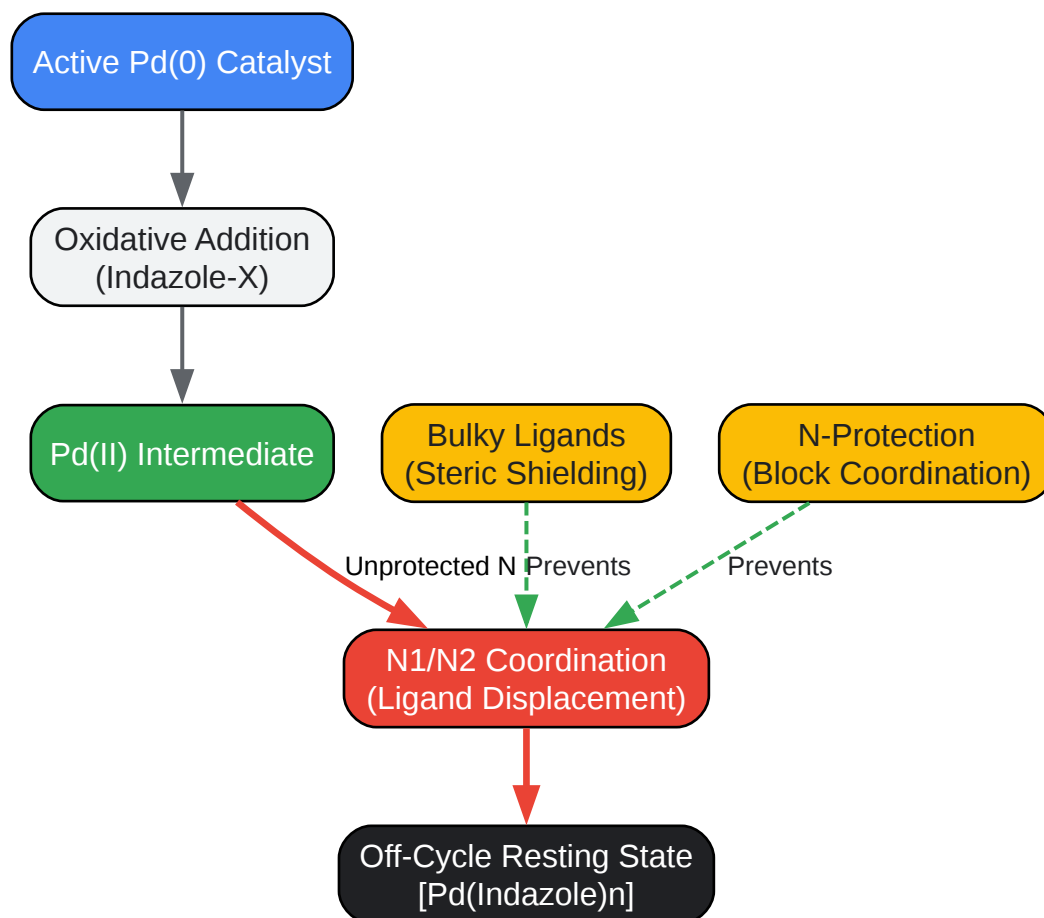 Active Pd(0) Catalyst
Oxidative Addition
(Indazole-X)
Pd(II) Intermediate
Bulky Ligands
(Steric Shielding)
N-Protection
(Block Coordination)
Unprotected N
Prevents
Prevents
N1/N2 Coordination
(Ligand Displacement)
Off-Cycle Resting State
[Pd(Indazole)n]